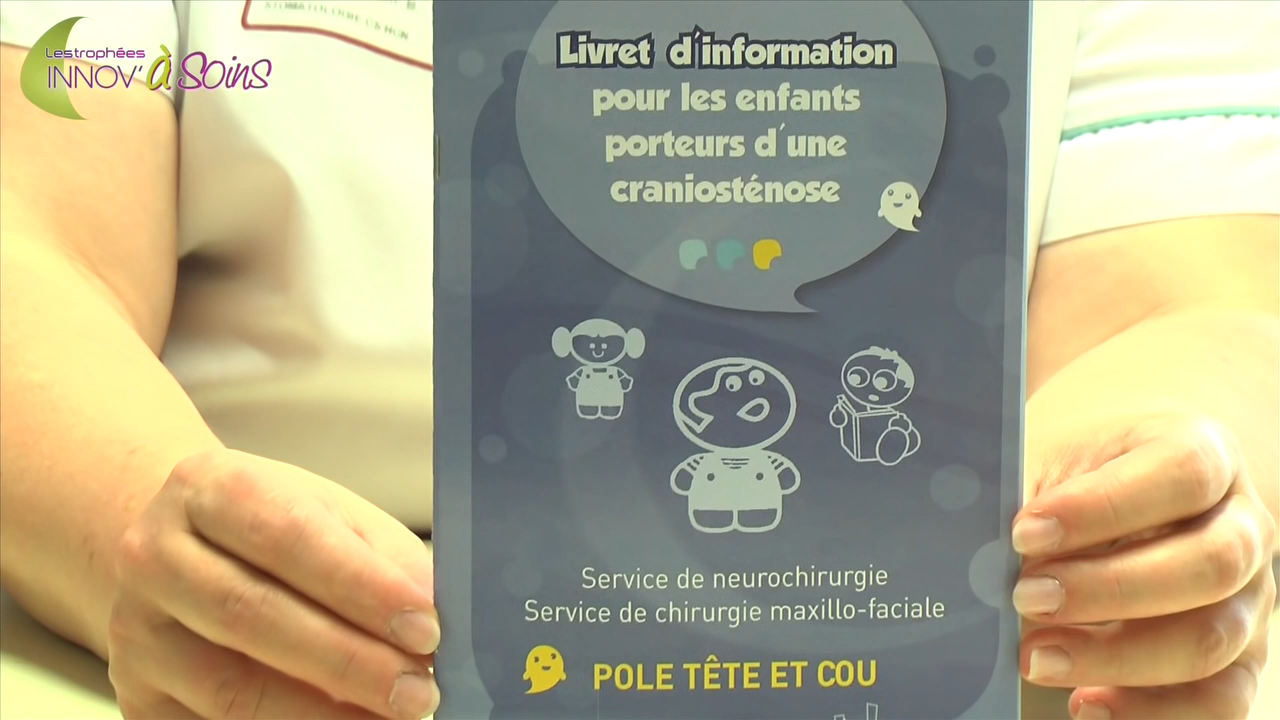 Les trophées
INNOV' à soins
Livret d'information
pour les enfants
porteurs d'une
craniosténose
Service de neurochirurgie
Service de chirurgie maxillo-faciale
POLE TÊTE ET COU